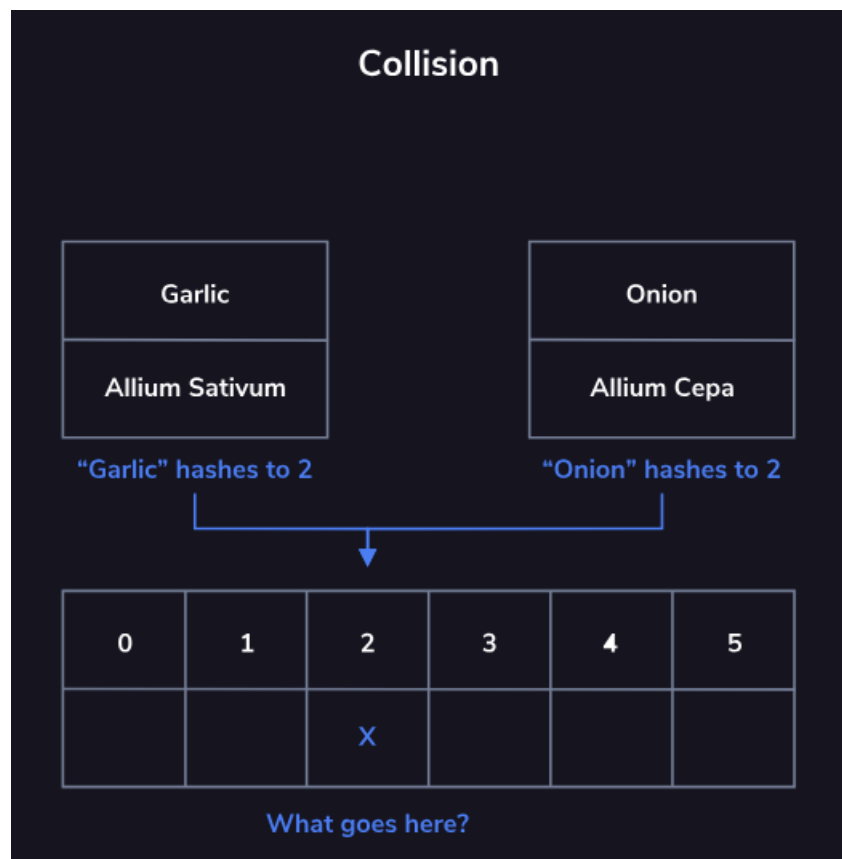 Collision
Garlic
Onion
Allium Sativum
Allium Cepa
“Garlic” hashes to 2
“Onion” hashes to 2
0 1 2 3 4 5
X
What goes here?